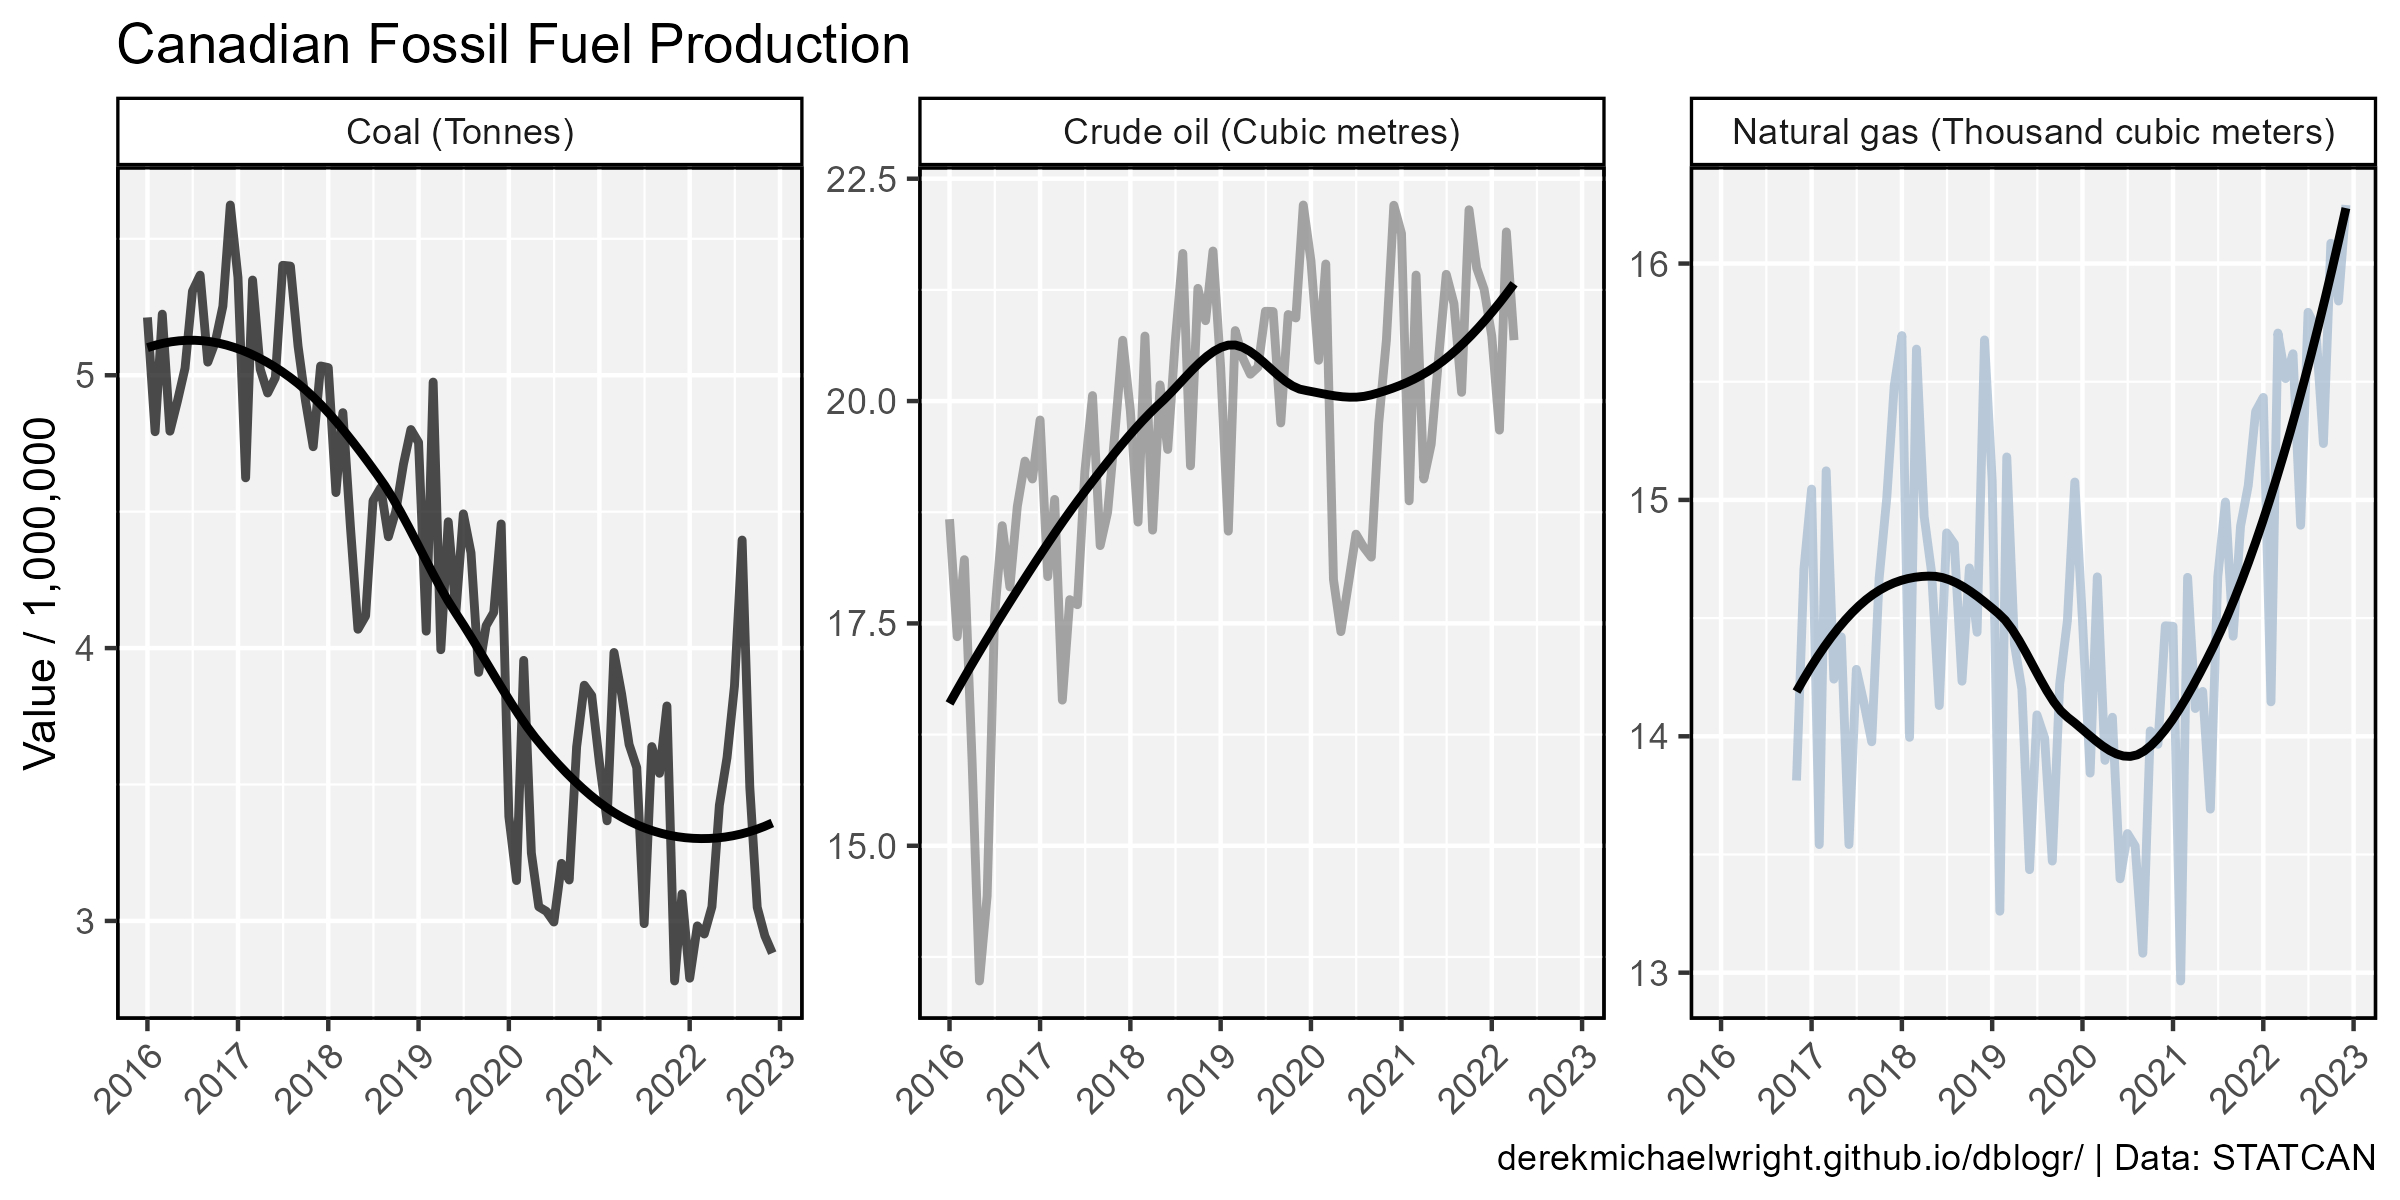 Canadian Fossil Fuel Production
Coal (Tonnes)
Crude oil (Cubic metres)
Natural gas (Thousand cubic meters)
Value / 1,000,000
5
4
3
22.5
20.0
17.5
15.0
16
15
14
13
2016 2017 2018 2019 2020 2021 2022 2023
2016 2017 2018 2019 2020 2021 2022 2023
2016 2017 2018 2019 2020 2021 2022 2023
derekmichaelwright.github.io/dblogr/ | Data: STATCAN